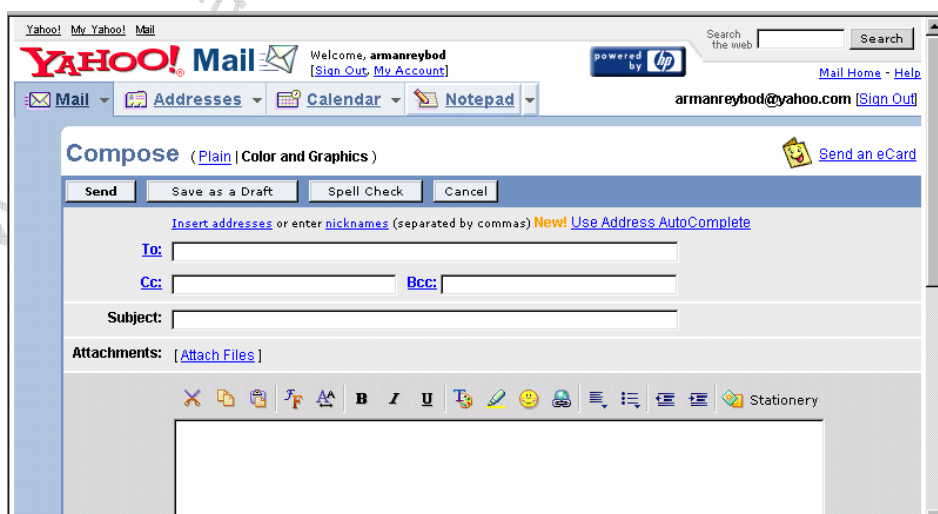 Yahoo! My Yahoo! Mail
YAHOO! Mail
Welcome, armanreybod
[Sign Out, My Account]
powered by hp
Search the web
Search
Mail Home - Help
Mail Addresses Calendar Notepad
armanreybod@yahoo.com [Sign Out]
Compose ( Plain | Color and Graphics )
Send an eCard
Send Save as a Draft Spell Check Cancel
Insert addresses or enter nicknames (separated by commas) New! Use Address AutoComplete
To:
Cc: Bcc:
Subject:
Attachments: [ Attach Files ]
B I U Stationery